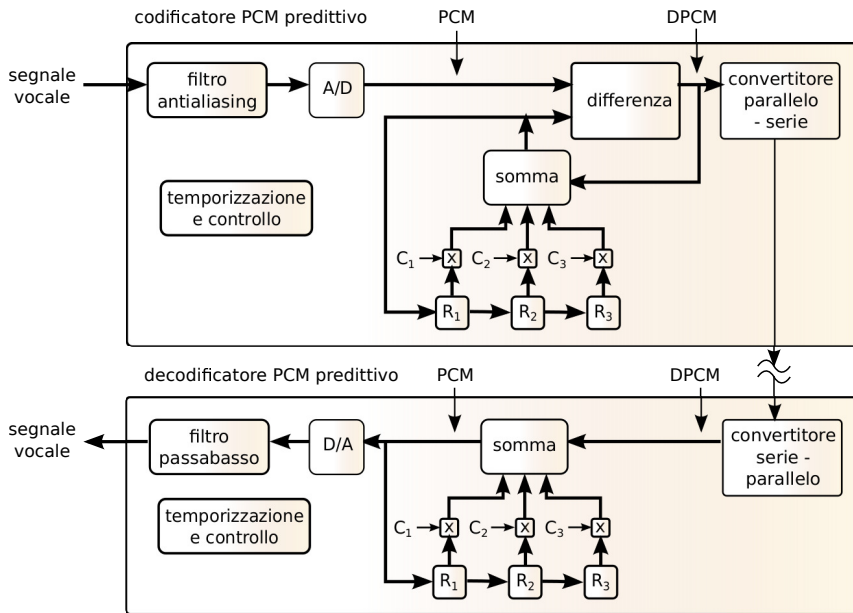 codificatore PCM predittivo
PCM
DPCM
segnale
vocale
filtro
antialiasing
A/D
differenza
convertitore
parallelo
- serie
somma
temporizzazione
e controllo
C1
x
C2
x
C3
x
R1
R2
R3
decodificatore PCM predittivo
PCM
DPCM
segnale
vocale
filtro
passabasso
D/A
somma
convertitore
serie -
parallelo
temporizzazione
e controllo
C1
x
C2
x
C3
x
R1
R2
R3